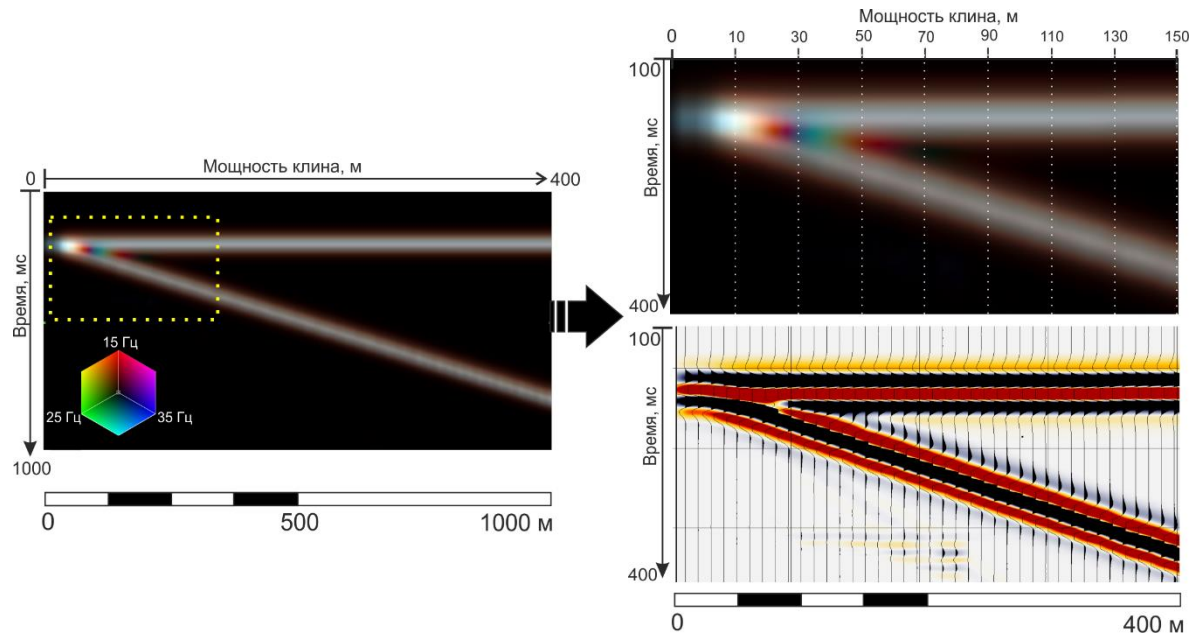 Мощность клина, м
0
400
Время, мс
1000
15 Гц
25 Гц
35 Гц
0
500
1000 м
Мощность клина, м
0
10
30
50
70
90
110
130
150
100
Время, мс
400
100
Время, мс
400
0
400 м